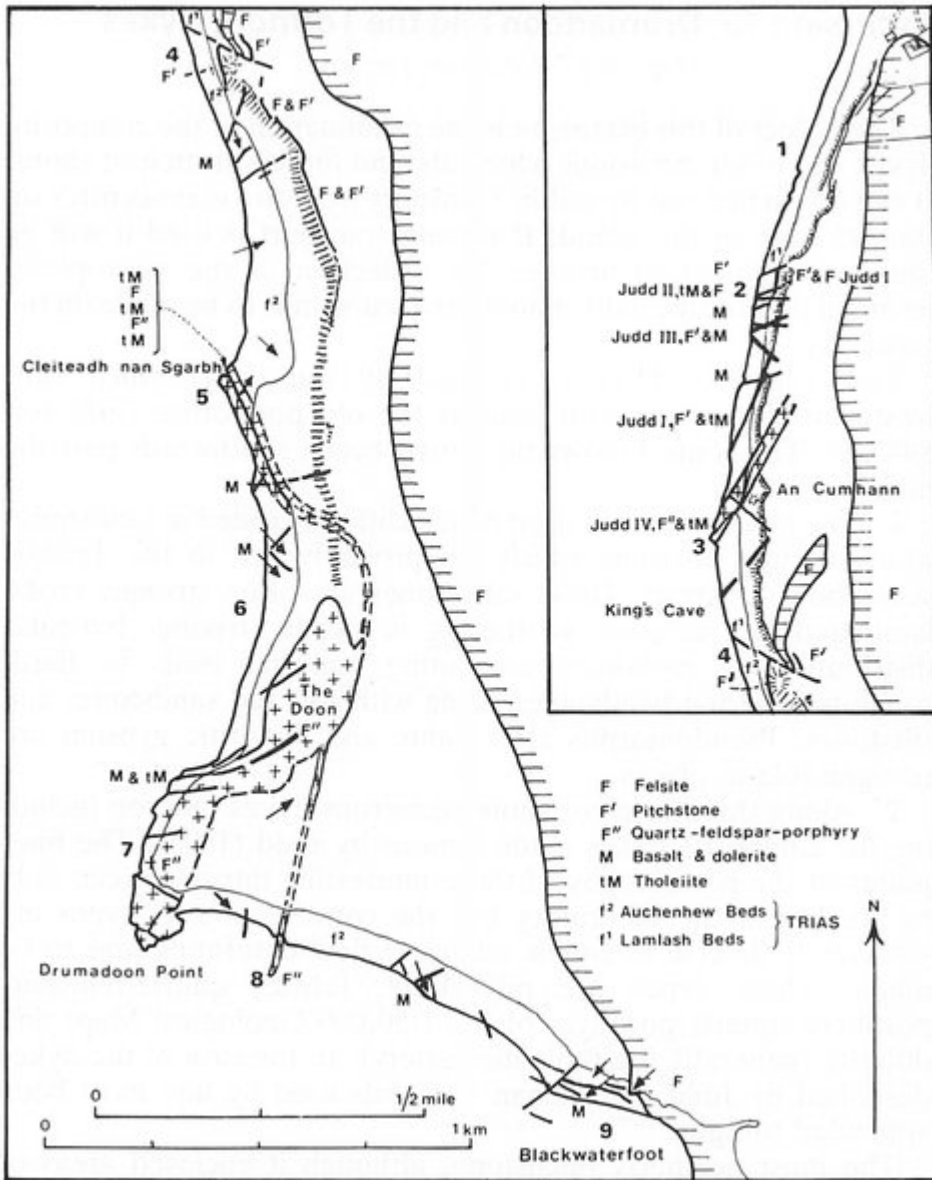 4
F'
F
F'
f¹
f²
F & F'
F
M
F & F'
tM
F
tM
F''
tM
f²
Cleiteadh nan Sgarbh
5
M
M
6
The
Doon
F''
M & tM
7
F''
f²
Drumadoon Point
8
F''
M
F
M
9
Blackwaterfoot
0
1/2 mile
0
1 km
1
f¹
F'
F' & F Judd I
Judd II, tM & F
2
M
Judd III, F' & M
M
Judd I, F' & tM
An Cumhann
Judd IV, F'' & tM
3
F
F
King's Cave
f¹
4
f²
F'
F'
F Felsite
F' Pitchstone
F'' Quartz-feldspar-porphyry
M Basalt & dolerite
tM Tholeiite
f² Auchenhew Beds
f¹ Lamlash Beds
TRIAS
N